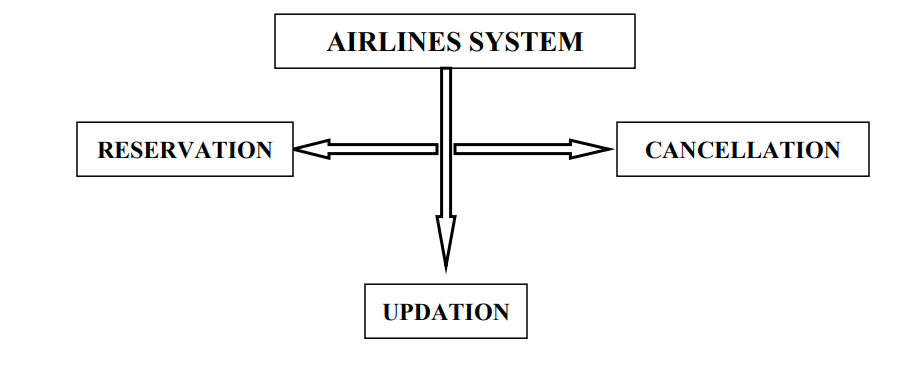 AIRLINES SYSTEM
RESERVATION
CANCELLATION
UPDATION